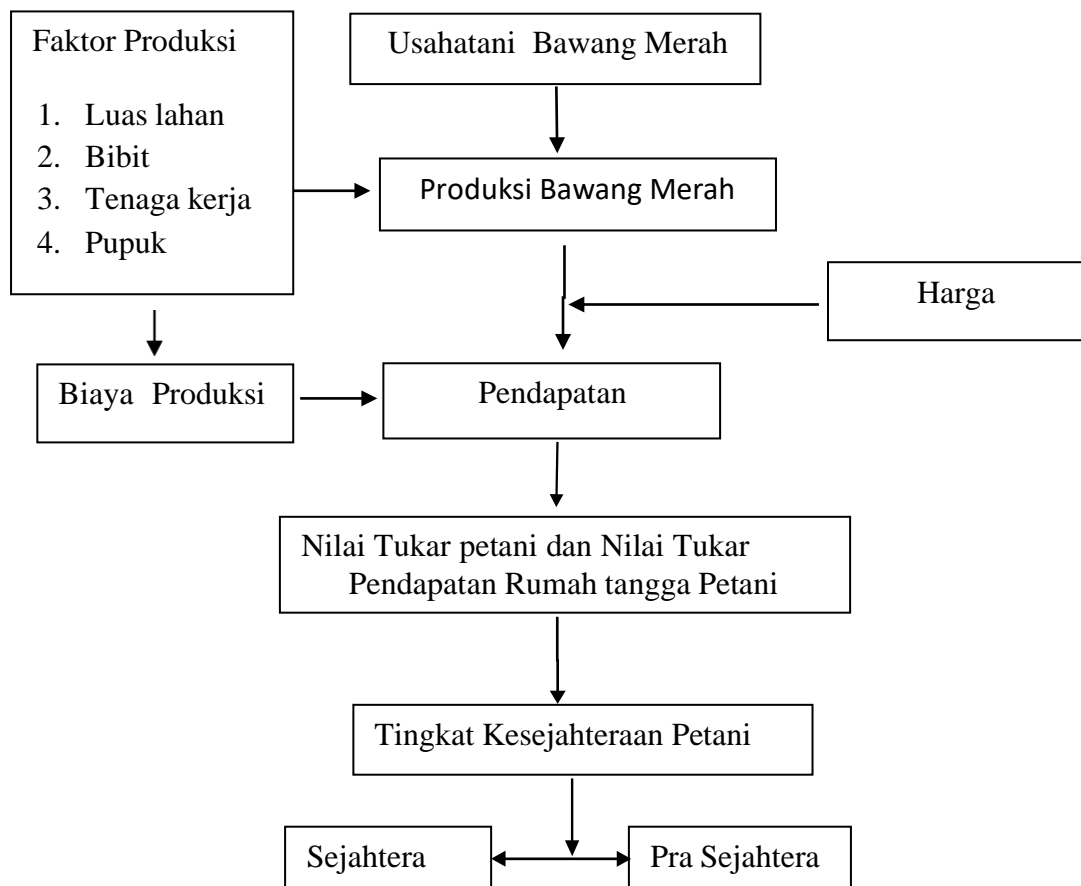 Faktor Produksi
1. Luas lahan
2. Bibit
3. Tenaga kerja
4. Pupuk
Usahatani Bawang Merah
Produksi Bawang Merah
Harga
Biaya Produksi
Pendapatan
Nilai Tukar petani dan Nilai Tukar
Pendapatan Rumah tangga Petani
Tingkat Kesejahteraan Petani
Sejahtera
Pra Sejahtera